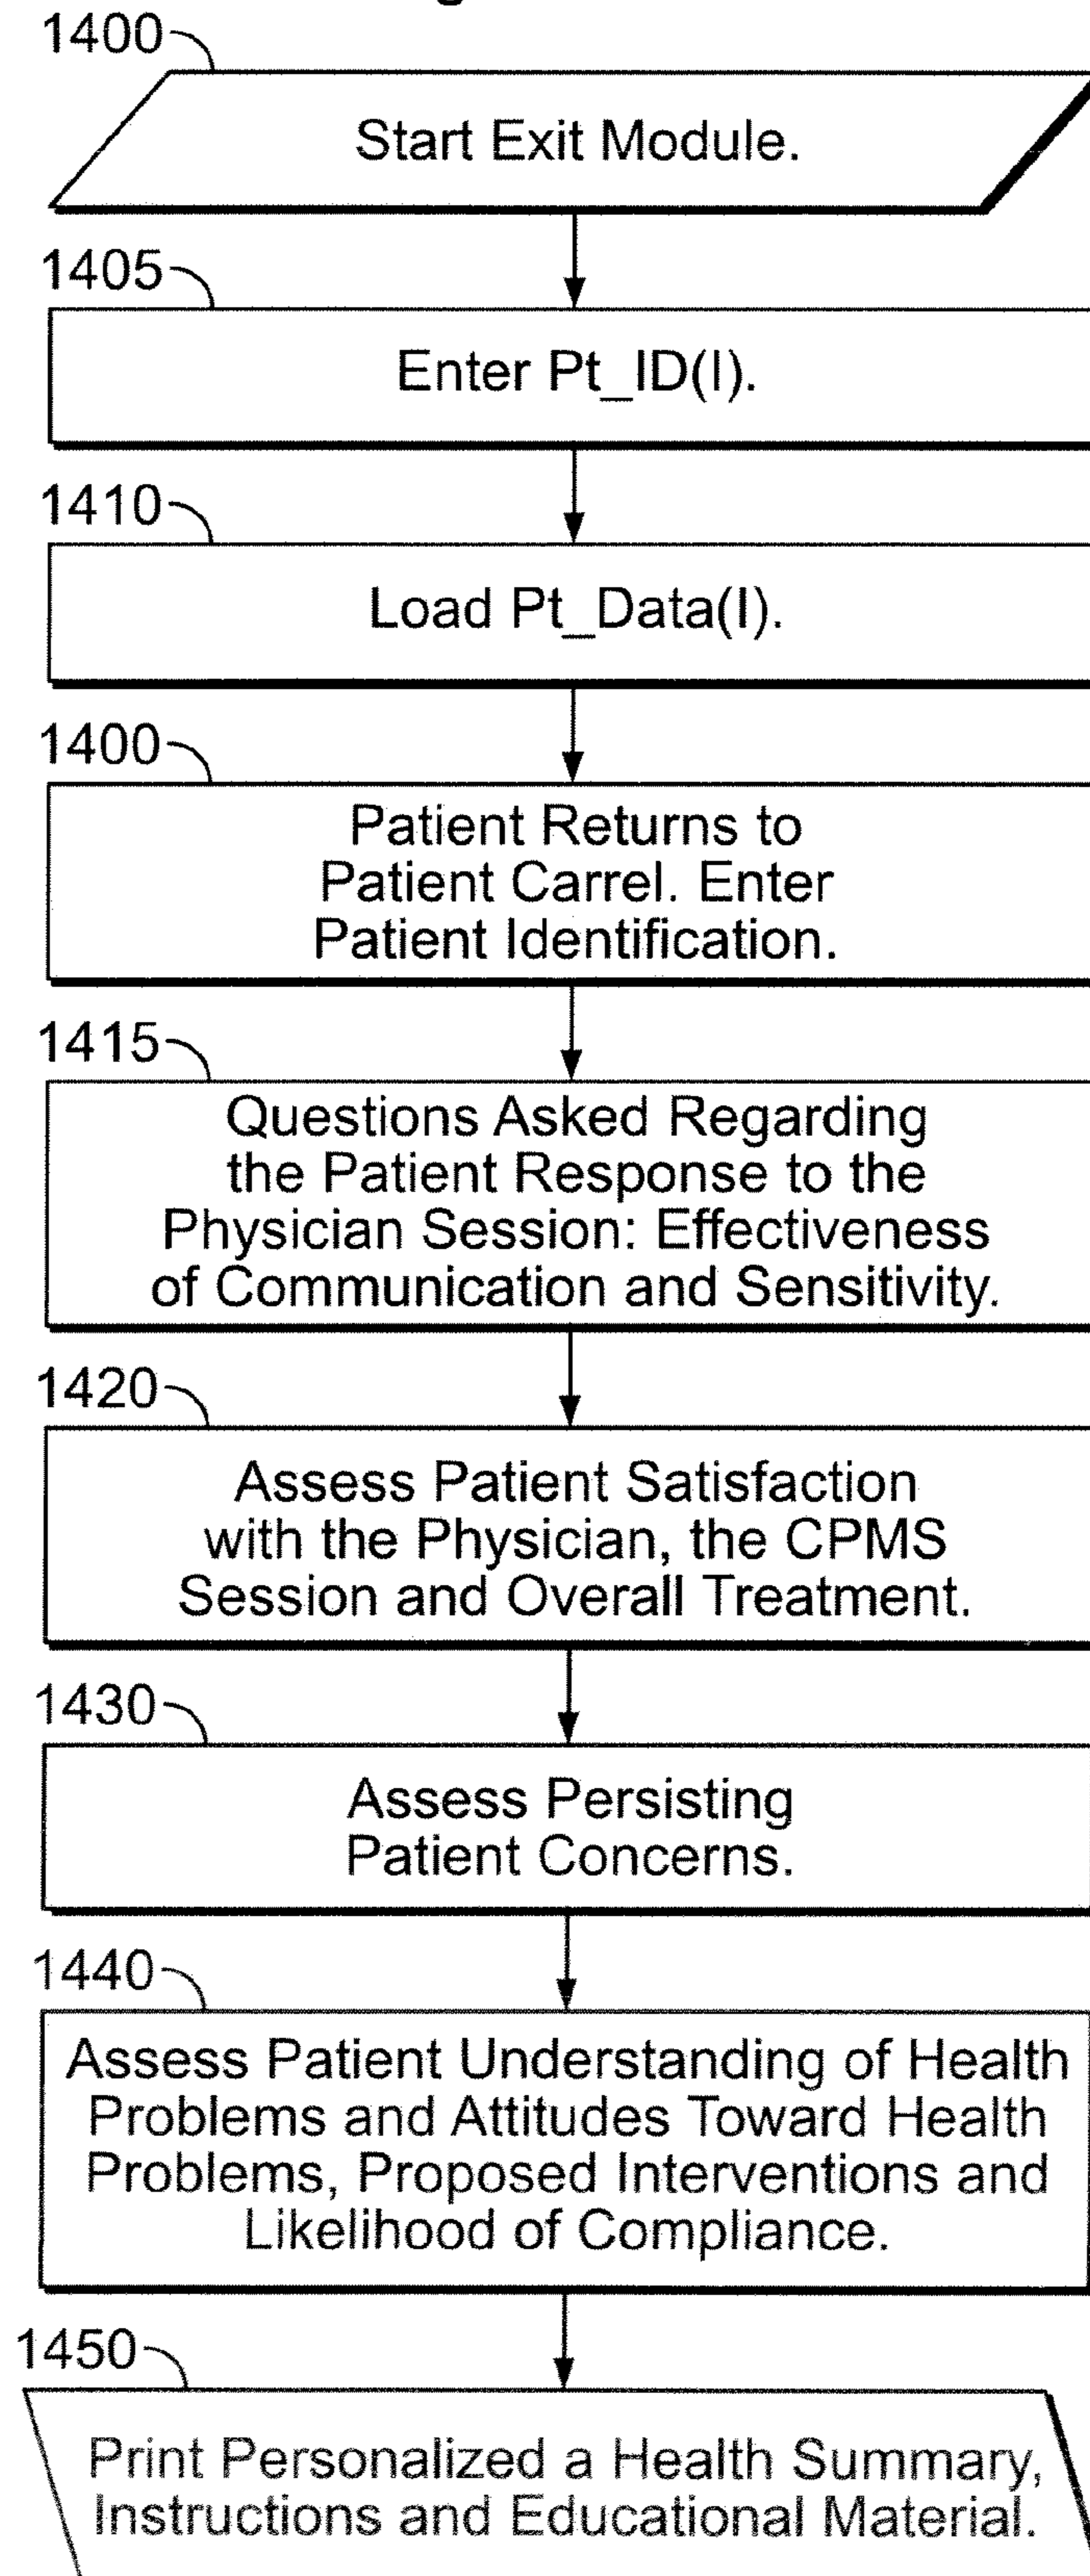 1400
Start Exit Module.
1405
Enter Pt_ID(I).
1410
Load Pt_Data(I).
1400
Patient Returns to
Patient Carrel. Enter
Patient Identification.
1415
Questions Asked Regarding
the Patient Response to the
Physician Session: Effectiveness
of Communication and Sensitivity.
1420
Assess Patient Satisfaction
with the Physician, the CPMS
Session and Overall Treatment.
1430
Assess Persisting
Patient Concerns.
1440
Assess Patient Understanding of Health
Problems and Attitudes Toward Health
Problems, Proposed Interventions and
Likelihood of Compliance.
1450
Print Personalized a Health Summary,
Instructions and Educational Material.